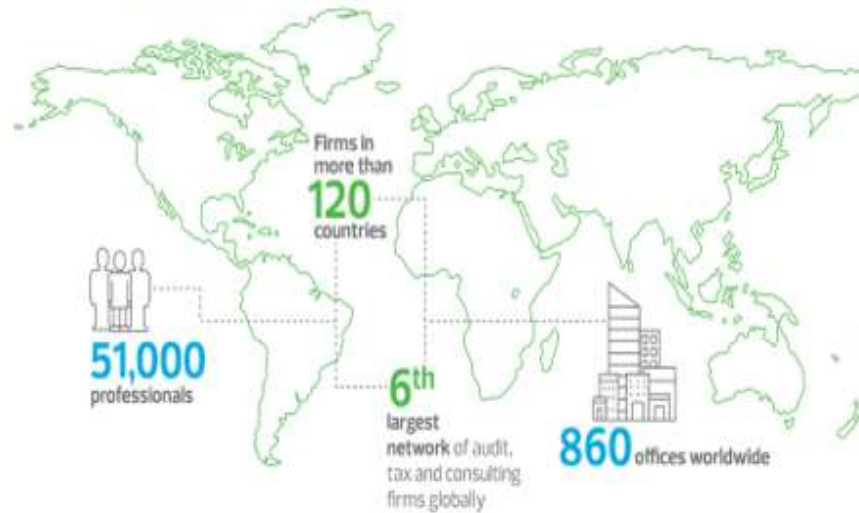 Firms in
more than
120
countries
51,000
professionals
6th
largest
network of audit,
tax and consulting
firms globally
860 offices worldwide